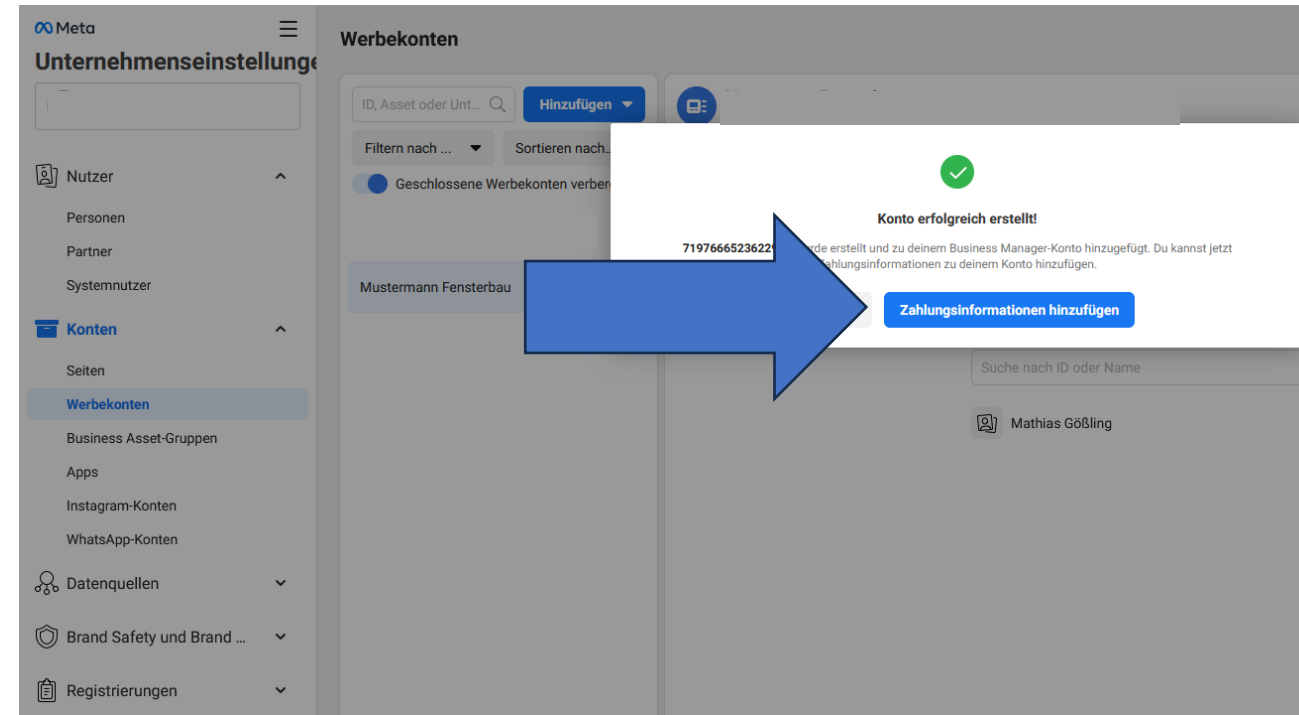 Meta
Unternehmenseinstellunge
Nutzer
Personen
Partner
Systemnutzer
Konten
Seiten
Werbekonten
Business Asset-Gruppen
Apps
Instagram-Konten
WhatsApp-Konten
Datenquellen
Brand Safety und Brand ...
Registrierungen
Werbekonten
ID, Asset oder Unt...
Hinzufügen
Filtern nach ...
Sortieren nach...
Geschlossene Werbekonten verber
Mustermann Fensterbau
Konto erfolgreich erstellt!
7197666523622 rde erstellt und zu deinem Business Manager-Konto hinzugefügt. Du kannst jetzt
ahlungsinformationen zu deinem Konto hinzufügen.
Zahlungsinformationen hinzufügen
Suche nach ID oder Name
Mathias Gößling